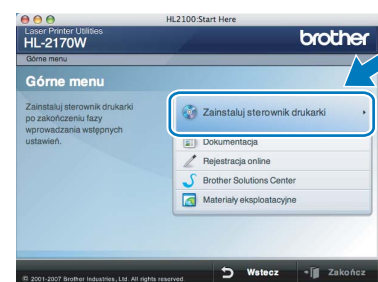 HL2100:Start Here
Laser Printer Utilities
HL-2170W
brother
Górne menu
Górne menu
Zainstaluj sterownik drukarki
po zakończeniu fazy
wprowadzania wstępnych
ustawień.
Zainstaluj sterownik drukarki
Dokumentacja
Rejestracja online
Brother Solutions Center
Materiały eksploatacyjne
© 2001-2007 Brother Industries, Ltd. All rights reserved.
Wstecz
Zakończ